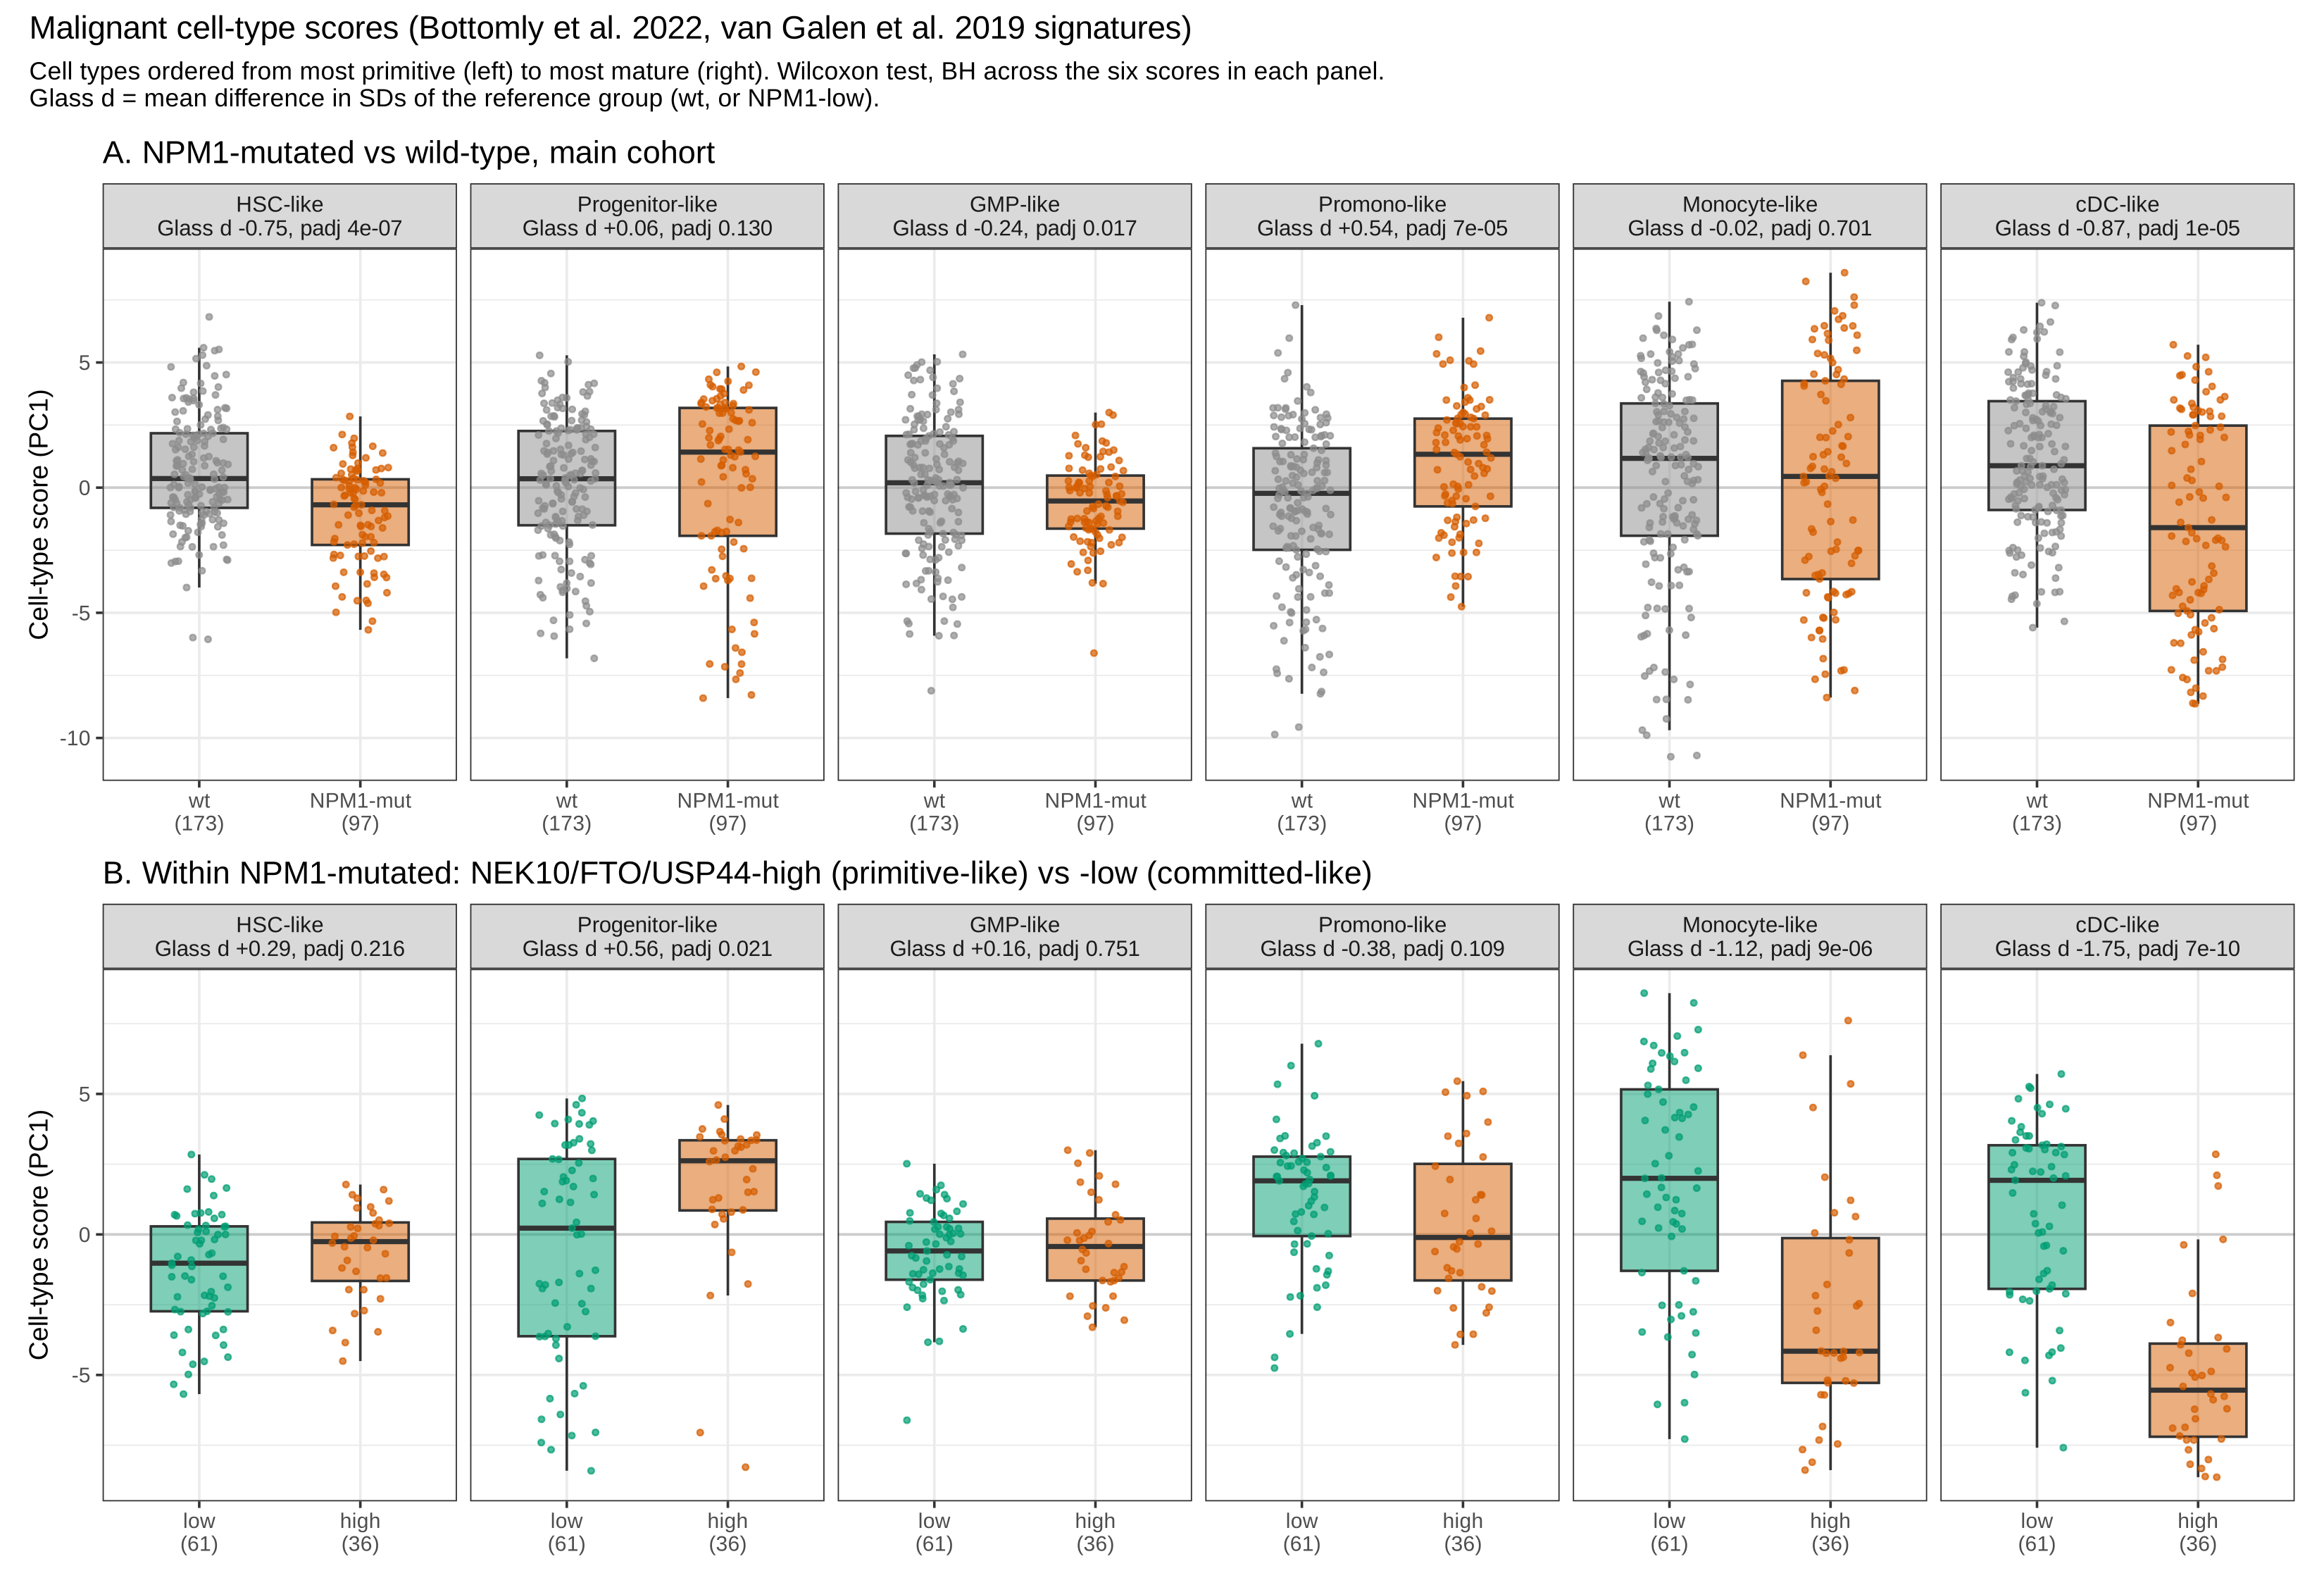 Malignant cell-type scores (Bottomly et al. 2022, van Galen et al. 2019 signatures)
Cell types ordered from most primitive (left) to most mature (right). Wilcoxon test, BH across the six scores in each panel.
Glass d = mean difference in SDs of the reference group (wt, or NPM1-low).
A. NPM1-mutated vs wild-type, main cohort
HSC-like
Glass d -0.75, padj 4e-07
Progenitor-like
Glass d +0.06, padj 0.130
GMP-like
Glass d -0.24, padj 0.017
Promono-like
Glass d +0.54, padj 7e-05
Monocyte-like
Glass d -0.02, padj 0.701
cDC-like
Glass d -0.87, padj 1e-05
Cell-type score (PC1)
5
0
-5
-10
wt
(173)
NPM1-mut
(97)
wt
(173)
NPM1-mut
(97)
wt
(173)
NPM1-mut
(97)
wt
(173)
NPM1-mut
(97)
wt
(173)
NPM1-mut
(97)
wt
(173)
NPM1-mut
(97)
B. Within NPM1-mutated: NEK10/FTO/USP44-high (primitive-like) vs -low (committed-like)
HSC-like
Glass d +0.29, padj 0.216
Progenitor-like
Glass d +0.56, padj 0.021
GMP-like
Glass d +0.16, padj 0.751
Promono-like
Glass d -0.38, padj 0.109
Monocyte-like
Glass d -1.12, padj 9e-06
cDC-like
Glass d -1.75, padj 7e-10
Cell-type score (PC1)
5
0
-5
low
(61)
high
(36)
low
(61)
high
(36)
low
(61)
high
(36)
low
(61)
high
(36)
low
(61)
high
(36)
low
(61)
high
(36)